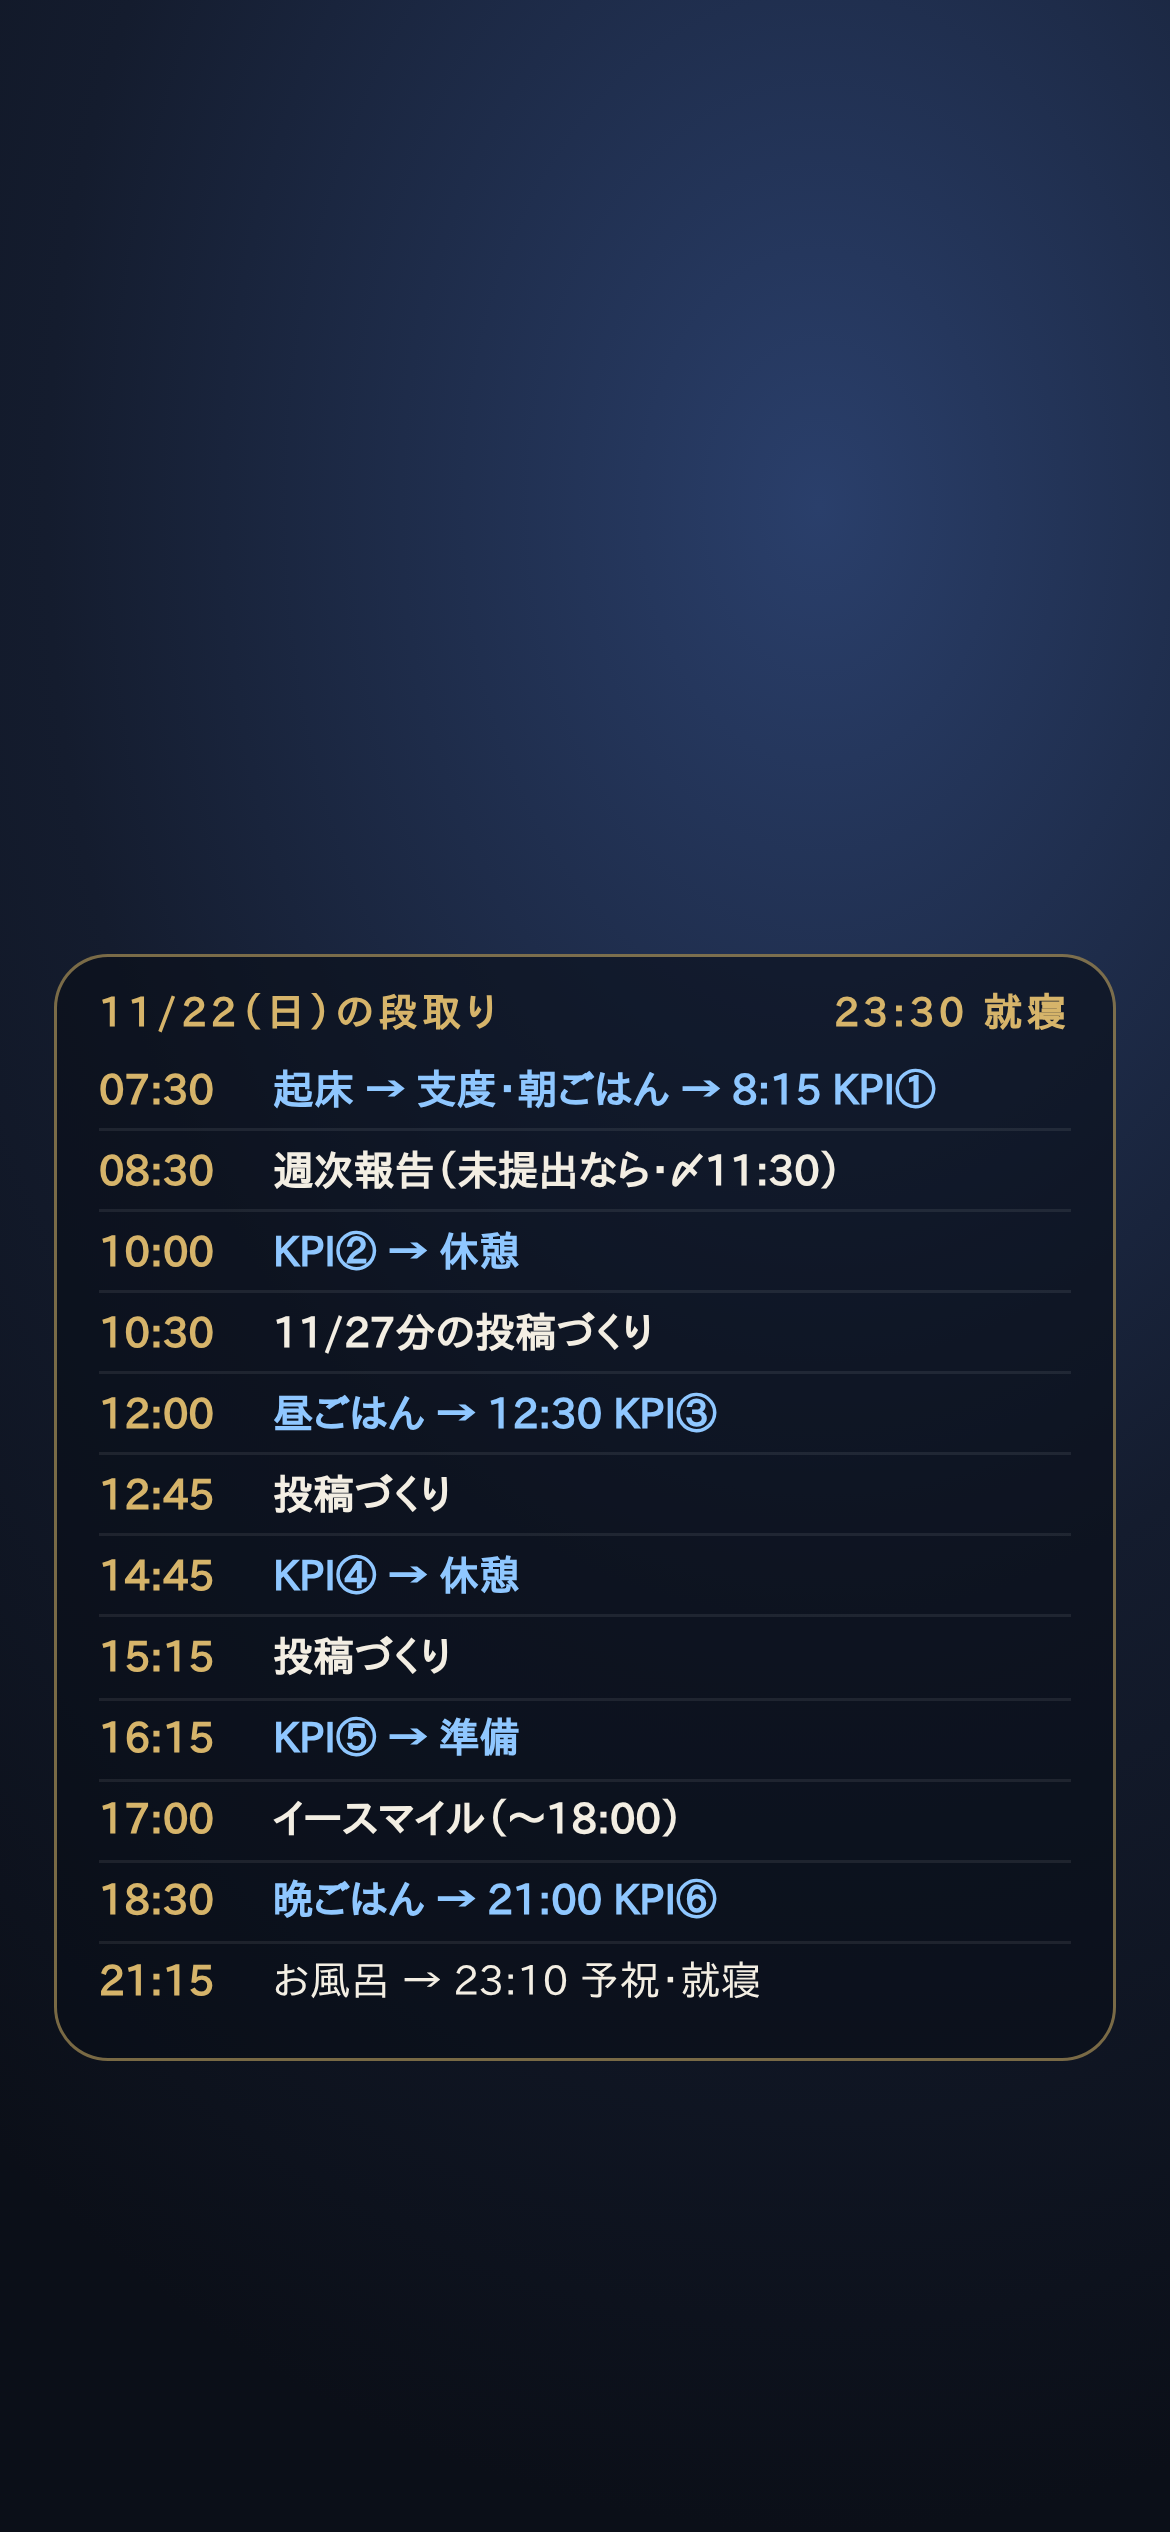 11/22（日）の段取り 23:30 就寝
07:30 起床 → 支度・朝ごはん → 8:15 KPI①
08:30 週次報告（未提出なら・〆11:30）
10:00 KPI② → 休憩
10:30 11/27分の投稿づくり
12:00 昼ごはん → 12:30 KPI③
12:45 投稿づくり
14:45 KPI④ → 休憩
15:15 投稿づくり
16:15 KPI⑤ → 準備
17:00 イースマイル（〜18:00）
18:30 晩ごはん → 21:00 KPI⑥
21:15 お風呂 → 23:10 予祝・就寝